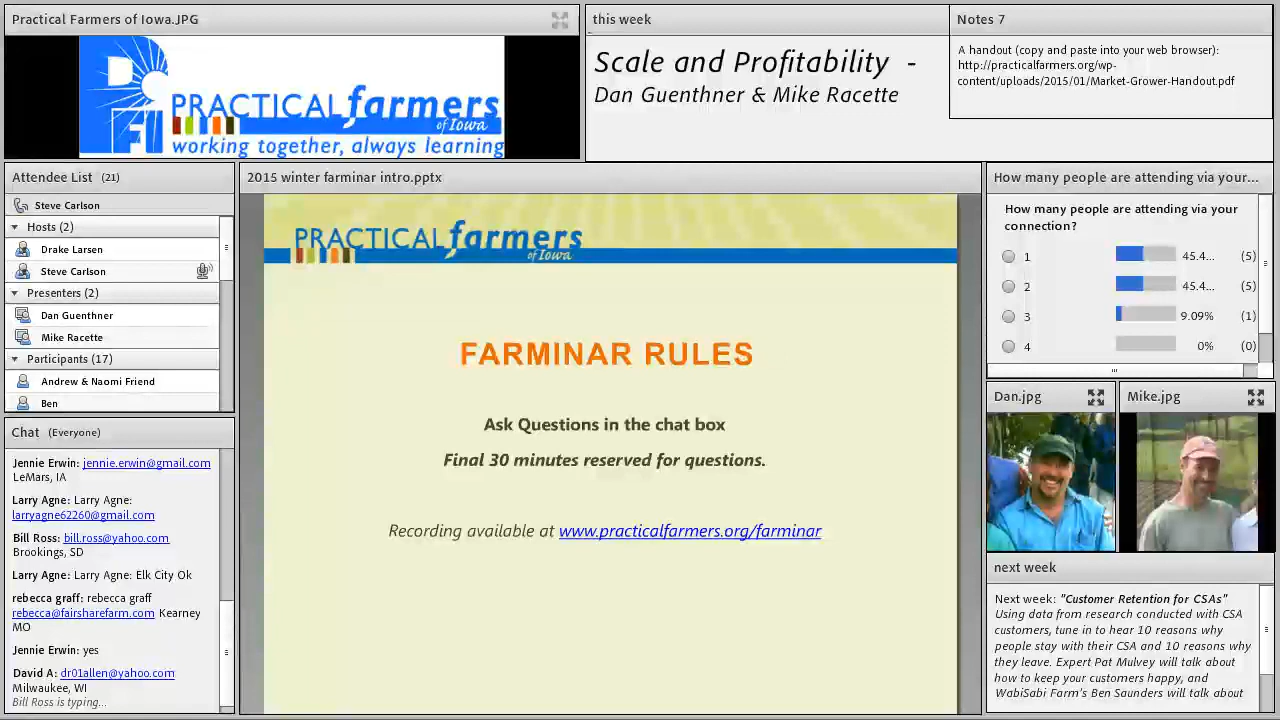 Practical Farmers of Iowa.JPG
PRACTICAL farmers
of Iowa
PFI
working together, always learning
this week
Scale and Profitability -
Dan Guenthner & Mike Racette
Notes 7
A handout (copy and paste into your web browser):
http://practicalfarmers.org/wp-
content/uploads/2015/01/Market-Grower-Handout.pdf
Attendee List (21)
Steve Carlson
Hosts (2)
Drake Larsen
Steve Carlson
Presenters (2)
Dan Guenthner
Mike Racette
Participants (17)
Andrew & Naomi Friend
Ben
Chat (Everyone)
Jennie Erwin: jennie.erwin@gmail.com
LeMars, IA
Larry Agne: Larry Agne:
larryagne62260@gmail.com
Bill Ross: bill.ross@yahoo.com
Brookings, SD
Larry Agne: Larry Agne: Elk City Ok
rebecca graff: rebecca graff
rebecca@fairsharefarm.com Kearney
MO
Jennie Erwin: yes
David A: dr01allen@yahoo.com
Milwaukee, WI
Bill Ross is typing...
2015 winter farminar intro.pptx
PRACTICAL farmers
of Iowa
FARMINAR RULES
Ask Questions in the chat box
Final 30 minutes reserved for questions.
Recording available at www.practicalfarmers.org/farminar
How many people are attending via your...
How many people are attending via your
connection?
1 45.4... (5)
2 45.4... (5)
3 9.09% (1)
4 0% (0)
Dan.jpg
Mike.jpg
next week
Next week: "Customer Retention for CSAs"
Using data from research conducted with CSA
customers, tune in to hear 10 reasons why
people stay with their CSA and 10 reasons why
they leave. Expert Pat Mulvey will talk about
how to keep your customers happy, and
WabiSabi Farm's Ben Saunders will talk about